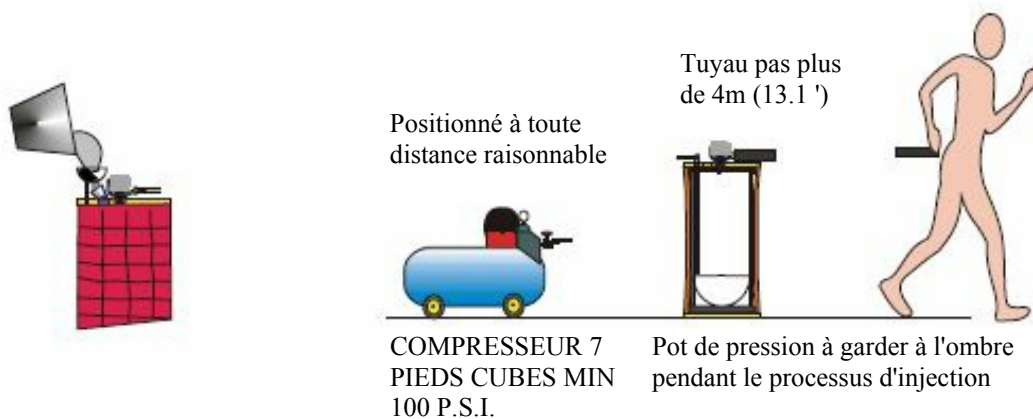 Tuyau pas plus
de 4m (13.1 ')
Positionné à toute
distance raisonnable
COMPRESSEUR 7
PIEDS CUBES MIN
100 P.S.I.
Pot de pression à garder à l'ombre
pendant le processus d'injection